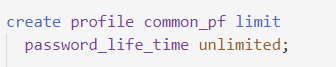 create profile common_pf limit
password_life_time unlimited;